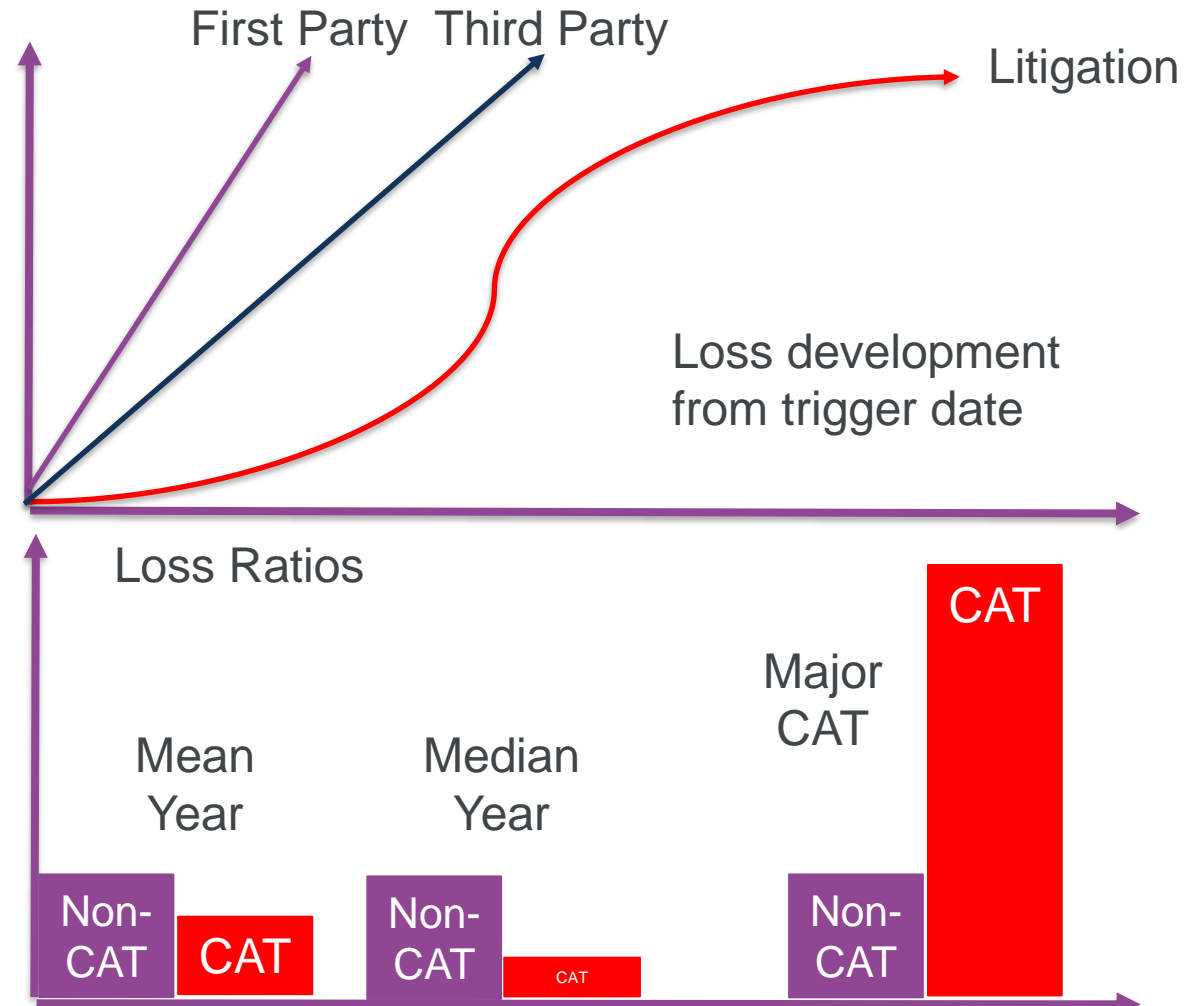 First Party Third Party
Litigation
Loss development
from trigger date
Loss Ratios
Mean
Year
Median
Year
Major
CAT
Non-
CAT
CAT
Non-
CAT
CAT
Non-
CAT
CAT